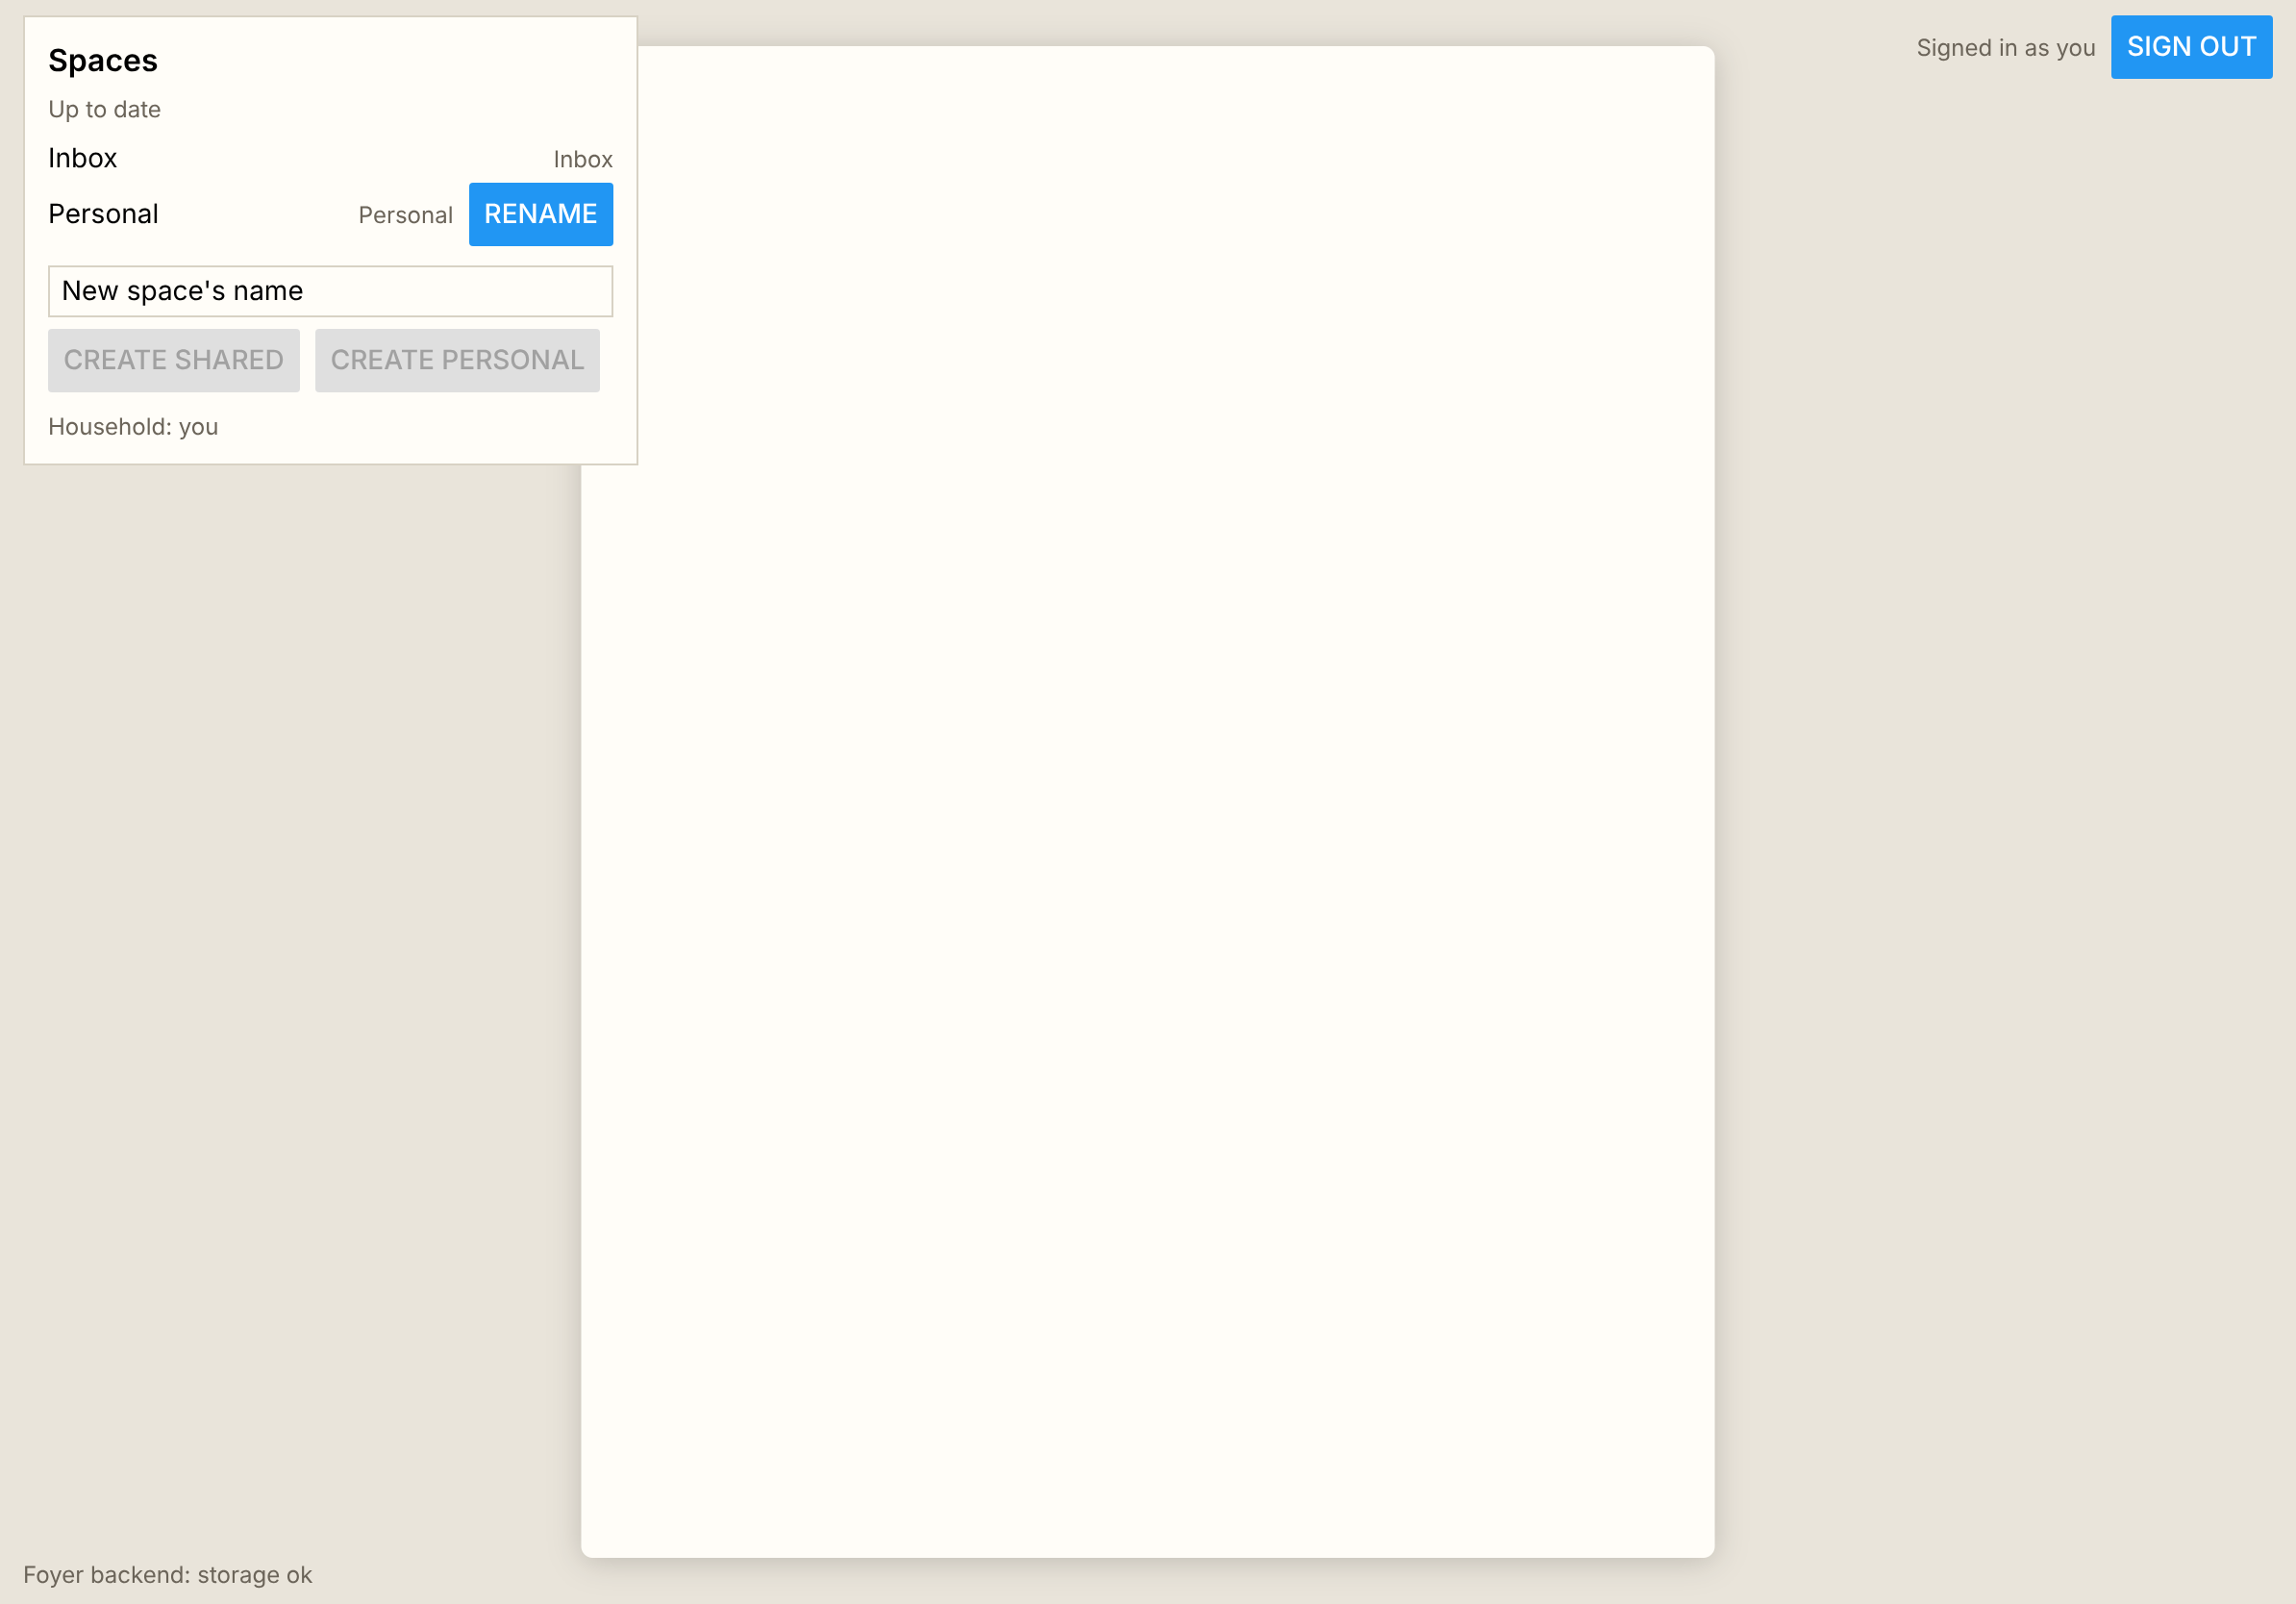 Spaces
Up to date
Inbox Inbox
Personal Personal RENAME
New space's name
CREATE SHARED CREATE PERSONAL
Household: you
Signed in as you SIGN OUT
Foyer backend: storage ok